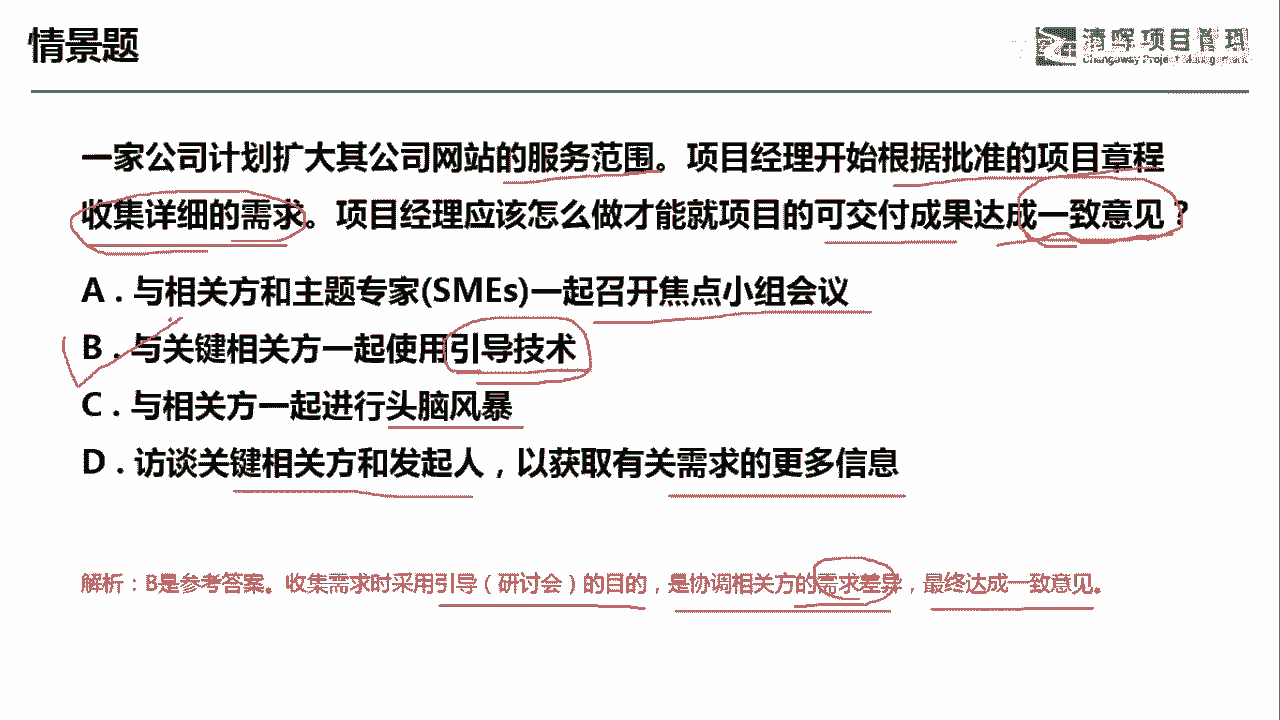 情景题
清晖项目管理
Changeway Project Management
一家公司计划扩大其公司网站的服务范围。项目经理开始根据批准的项目章程
收集详细的需求。项目经理应该怎么做才能就项目的可交付成果达成一致意见？
A . 与相关方和主题专家(SMEs)一起召开焦点小组会议
B . 与关键相关方一起使用引导技术
C . 与相关方一起进行头脑风暴
D . 访谈关键相关方和发起人，以获取有关需求的更多信息
解析：B是参考答案。收集需求时采用引导（研讨会）的目的，是协调相关方的需求差异，最终达成一致意见。